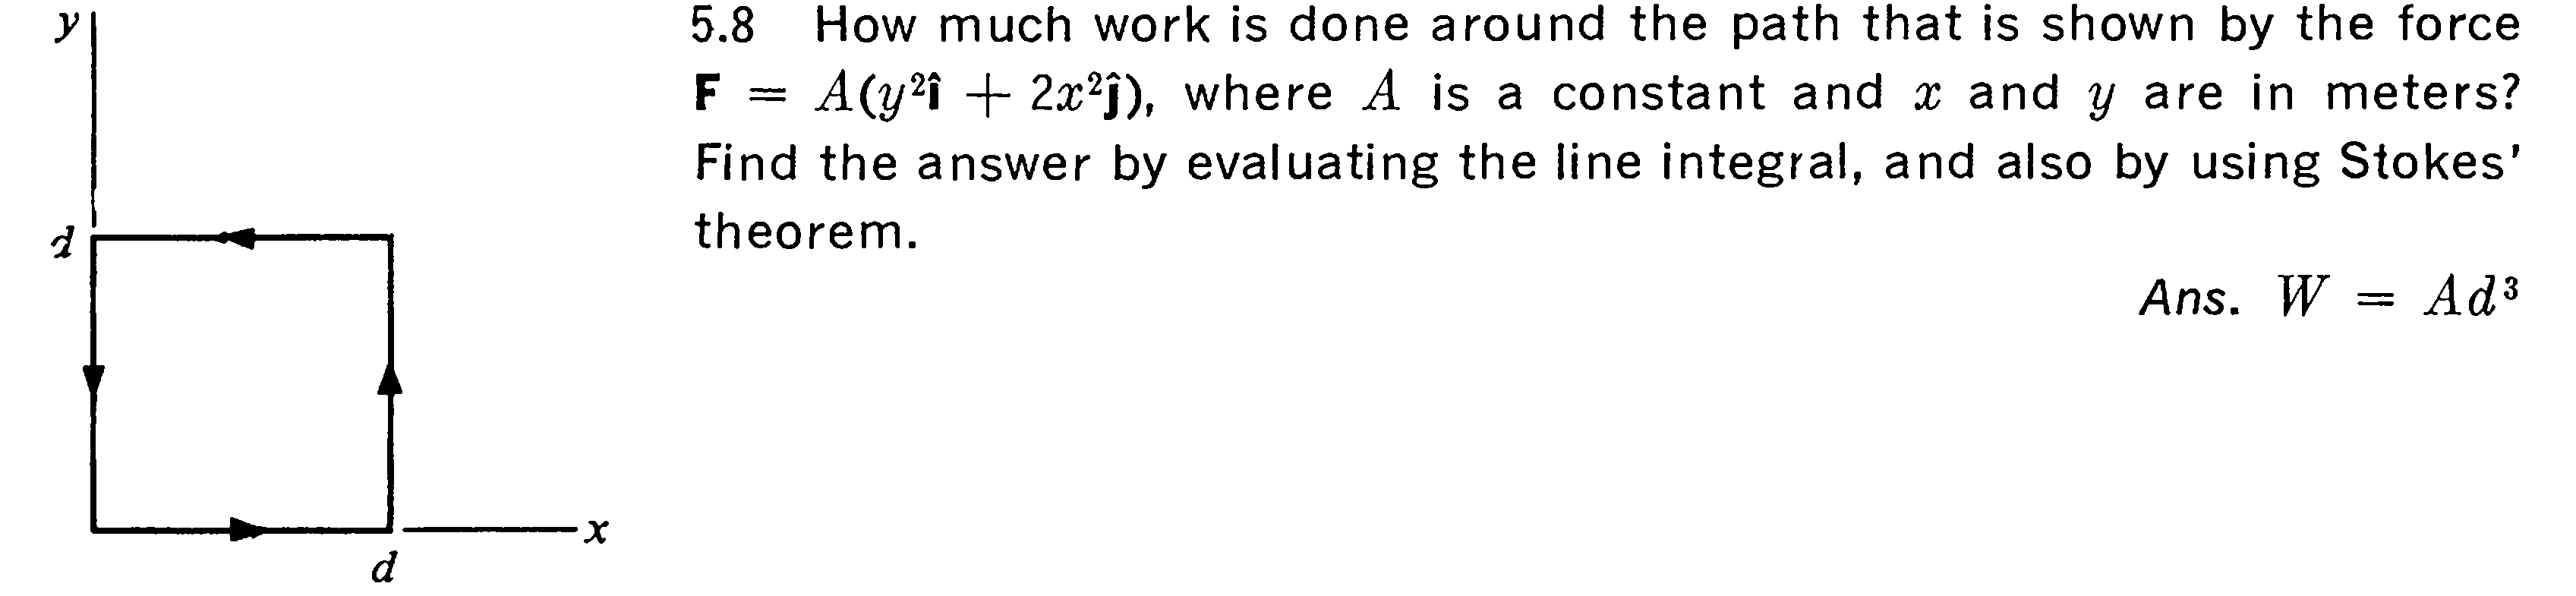 y
d
d
x
5.8 How much work is done around the path that is shown by the force
F = A(y²î + 2x²ĵ), where A is a constant and x and y are in meters?
Find the answer by evaluating the line integral, and also by using Stokes'
theorem.
Ans. W = Ad³